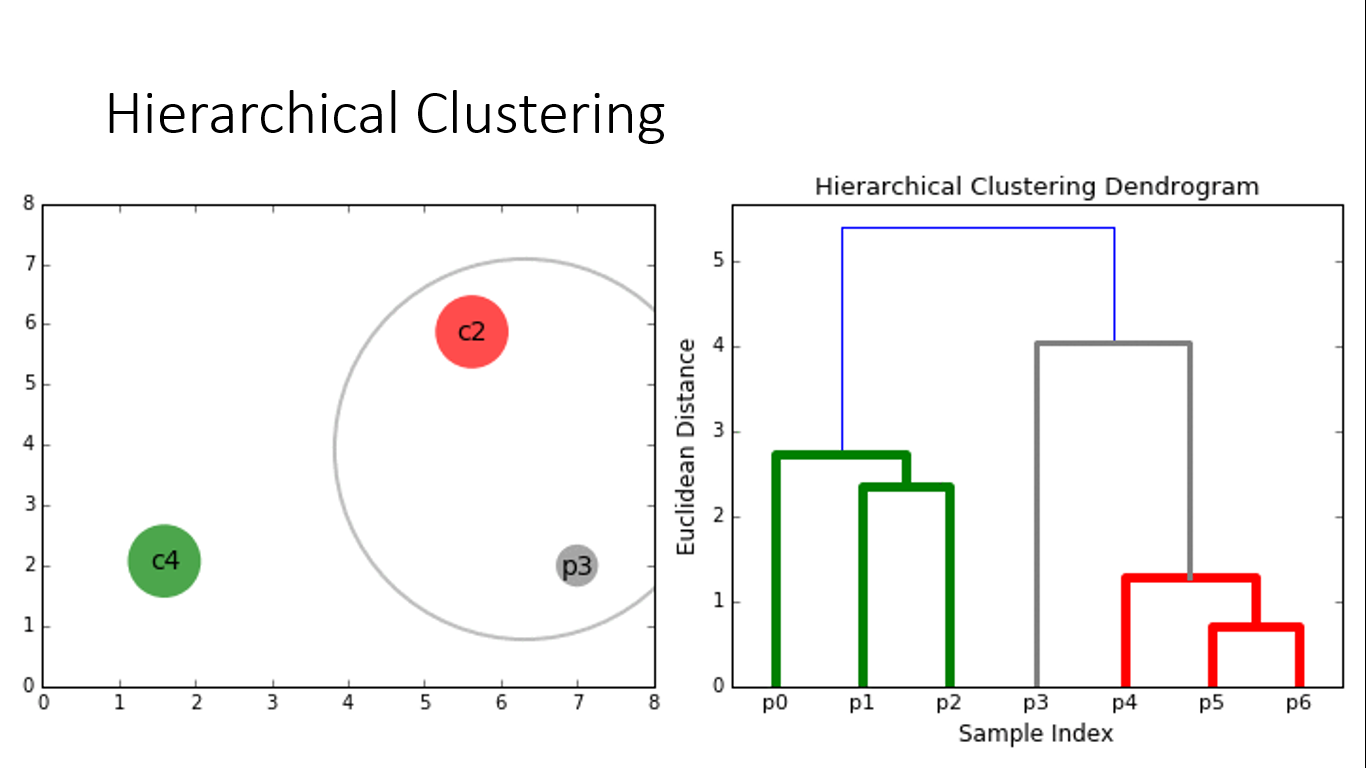 Hierarchical Clustering
8
7
6
5
4
3
2
1
0
c2
c4
p3
0 1 2 3 4 5 6 7 8
Hierarchical Clustering Dendrogram
Euclidean Distance
5
4
3
2
1
0
p0 p1 p2 p3 p4 p5 p6
Sample Index